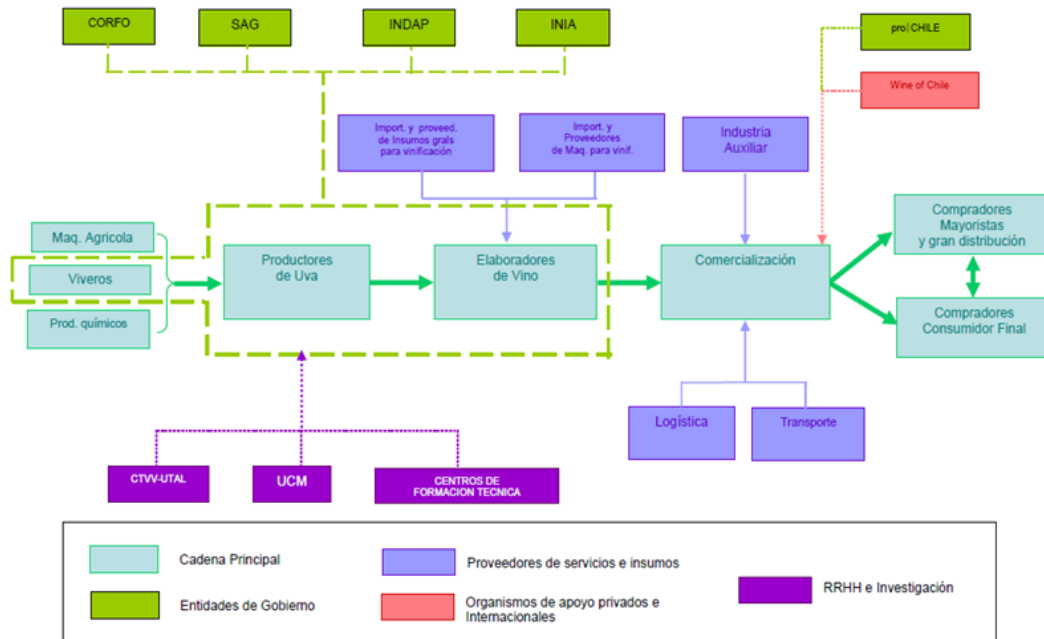 CORFO
SAG
INDAP
INIA
pro|CHILE
Wine of Chile
Import. y proveed.
de Insumos grals
para vinificación
Import. y
Proveedores
de Maq. para vinif.
Industria
Auxiliar
Maq. Agricola
Viveros
Prod. químicos
Productores
de Uva
Elaboradores
de Vino
Comercialización
Compradores
Mayoristas
y gran distribución
Compradores
Consumidor Final
Logística
Transporte
CTVV-UTAL
UCM
CENTROS DE
FORMACION TECNICA
Cadena Principal
Entidades de Gobierno
Proveedores de servicios e insumos
Organismos de apoyo privados e
Internacionales
RRHH e Investigación